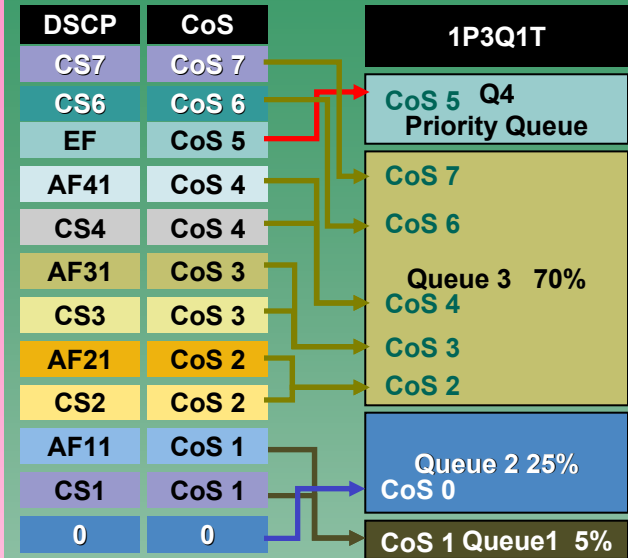 DSCP CoS
CS7 CoS 7
CS6 CoS 6
EF CoS 5
AF41 CoS 4
CS4 CoS 4
AF31 CoS 3
CS3 CoS 3
AF21 CoS 2
CS2 CoS 2
AF11 CoS 1
CS1 CoS 1
0 0
1P3Q1T
CoS 5 Q4
Priority Queue
CoS 7
CoS 6
Queue 3 70%
CoS 4
CoS 3
CoS 2
Queue 2 25%
CoS 0
CoS 1 Queue1 5%